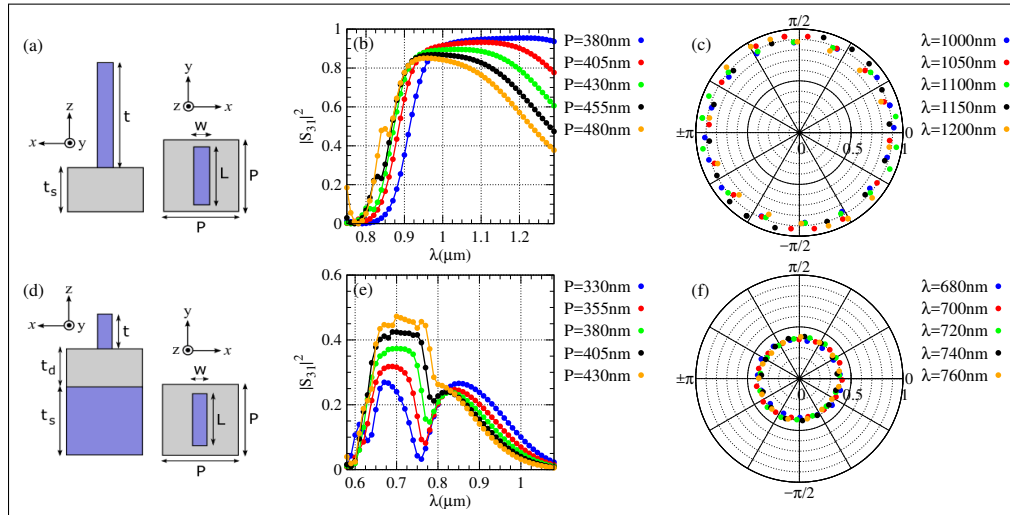 (a)
z
x
y
t
t_s
y
z
x
w
L
P
P
(b)
|S_31|^2
1
0.8
0.6
0.4
0.2
0
0.8 0.9 1 1.1 1.2
λ(μm)
P=380nm
P=405nm
P=430nm
P=455nm
P=480nm
(c)
π/2
±π
0 0.5 1
0
−π/2
λ=1000nm
λ=1050nm
λ=1100nm
λ=1150nm
λ=1200nm
(d)
z
x
y
t
t_d
t_s
y
z
x
w
L
P
P
(e)
|S_31|^2
0.6
0.4
0.2
0
0.6 0.7 0.8 0.9 1
λ(μm)
P=330nm
P=355nm
P=380nm
P=405nm
P=430nm
(f)
π/2
±π
0 0.5 1
0
−π/2
λ=680nm
λ=700nm
λ=720nm
λ=740nm
λ=760nm